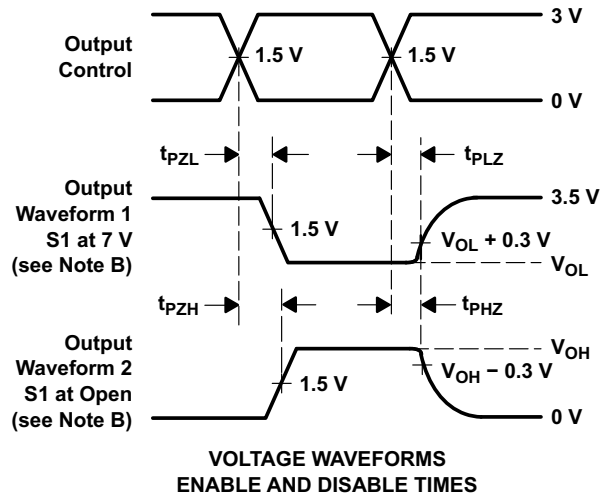 3 V
Output
Control
1.5 V
1.5 V
0 V
tPZL
tPLZ
Output
Waveform 1
S1 at 7 V
(see Note B)
3.5 V
1.5 V
VOL + 0.3 V
VOL
tPZH
tPHZ
Output
Waveform 2
S1 at Open
(see Note B)
VOH
1.5 V
VOH − 0.3 V
0 V
VOLTAGE WAVEFORMS
ENABLE AND DISABLE TIMES